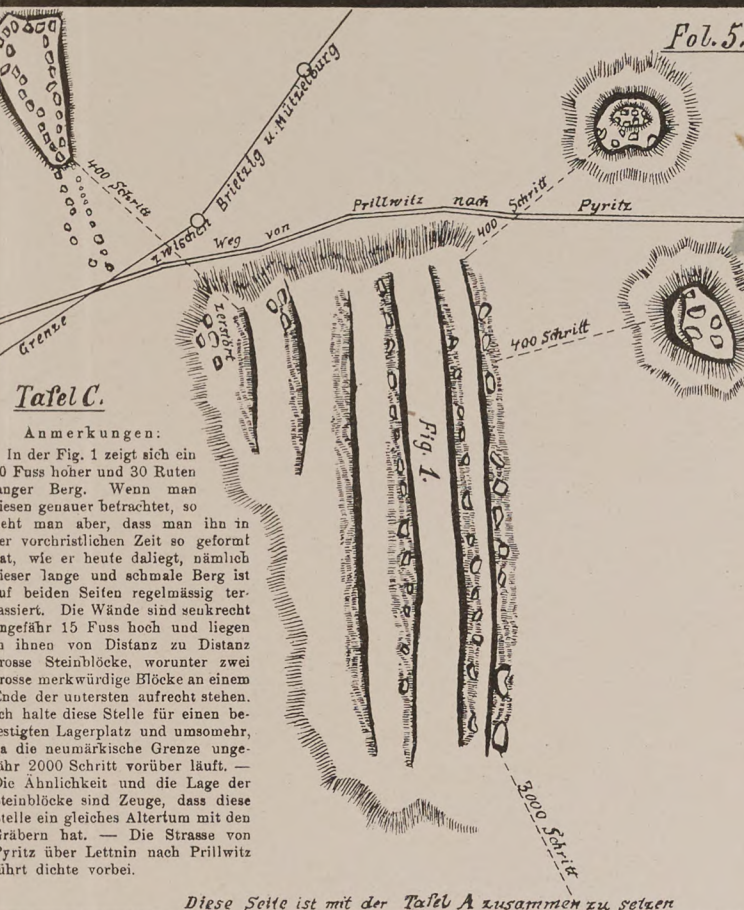 Fol. 5.
400 Schritt
Grenze zwischen Brietzig u. Mützelburg
Weg von Prillwitz nach Pyritz
400 Schritt
400 Schritt
zerstört
Fig 1.
3000 Schritt
Tafel C.
Anmerkungen:
In der Fig. 1 zeigt sich ein
0 Fuss hoher und 30 Ruten
anger Berg. Wenn man
iesen genauer betrachtet, so
eht man aber, dass man ihn in
er vorchristlichen Zeit so geformt
at, wie er heute daliegt, nämlich
ieser lange und schmale Berg ist
uf beiden Seiten regelmässig ter-
assiert. Die Wände sind senkrecht
ngefähr 15 Fuss hoch und liegen
n ihnen von Distanz zu Distanz
rosse Steinblöcke, worunter zwei
rosse merkwürdige Blöcke an einem
Ende der untersten aufrecht stehen.
ch halte diese Stelle für einen be-
estigten Lagerplatz und umsomehr,
a die neumärkische Grenze unge-
ähr 2000 Schritt vorüber läuft. —
Die Ähnlichkeit und die Lage der
teinblöcke sind Zeuge, dass diese
telle ein gleiches Altertum mit den
Gräbern hat. — Die Strasse von
Pyritz über Lettnin nach Prillwitz
ührt dichte vorbei.
Diese Seite ist mit der Tafel A zusammen zu setzen